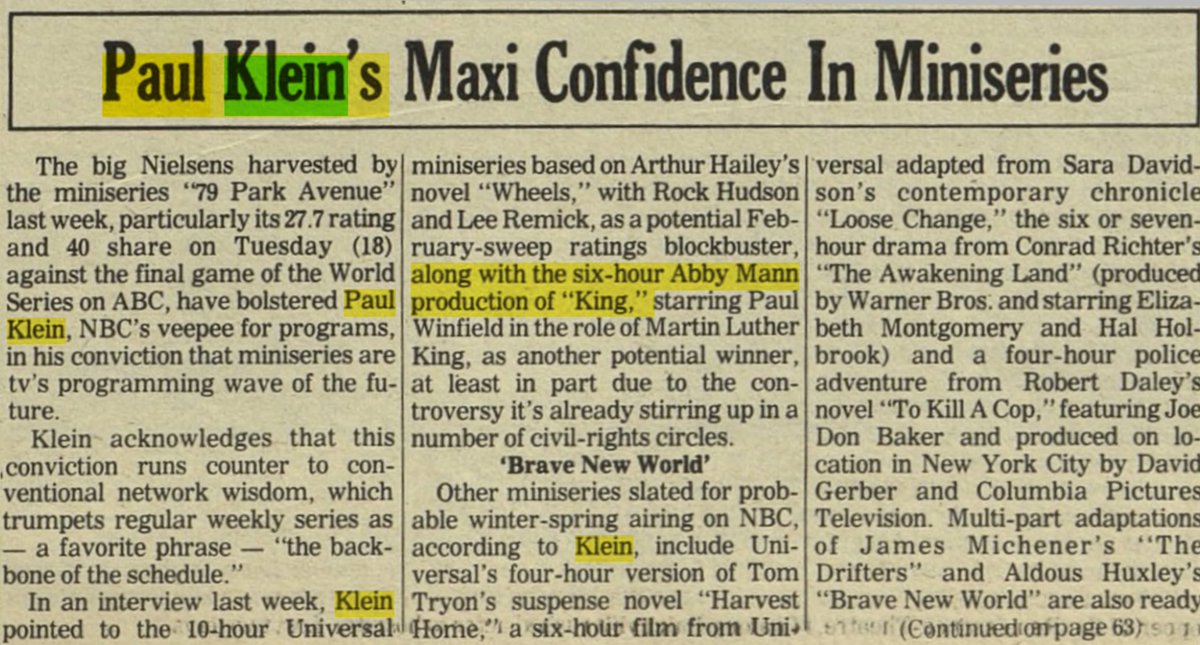 Paul Klein's Maxi Confidence In Miniseries
The big Nielsens harvested by
the miniseries "79 Park Avenue"
last week, particularly its 27.7 rating
and 40 share on Tuesday (18)
against the final game of the World
Series on ABC, have bolstered Paul
Klein, NBC's veepee for programs,
in his conviction that miniseries are
tv's programming wave of the fu-
ture.
Klein acknowledges that this
conviction runs counter to con-
ventional network wisdom, which
trumpets regular weekly series as
— a favorite phrase — "the back-
bone of the schedule."
In an interview last week, Klein
pointed to the 10-hour Universal
miniseries based on Arthur Hailey's
novel "Wheels," with Rock Hudson
and Lee Remick, as a potential Feb-
ruary-sweep ratings blockbuster,
along with the six-hour Abby Mann
production of "King," starring Paul
Winfield in the role of Martin Luther
King, as another potential winner,
at least in part due to the con-
troversy it's already stirring up in a
number of civil-rights circles.
'Brave New World'
Other miniseries slated for prob-
able winter-spring airing on NBC,
according to Klein, include Uni-
versal's four-hour version of Tom
Tryon's suspense novel "Harvest
Home," a six-hour film from Uni-
versal adapted from Sara David-
son's contemporary chronicle
"Loose Change," the six or seven-
hour drama from Conrad Richter's
"The Awakening Land" (produced
by Warner Bros. and starring Eliza-
beth Montgomery and Hal Hol-
brook) and a four-hour police
adventure from Robert Daley's
novel "To Kill A Cop," featuring Joe
Don Baker and produced on lo-
cation in New York City by David
Gerber and Columbia Pictures
Television. Multi-part adaptations
of James Michener's "The
Drifters" and Aldous Huxley's
"Brave New World" are also ready
(Continued on page 63)